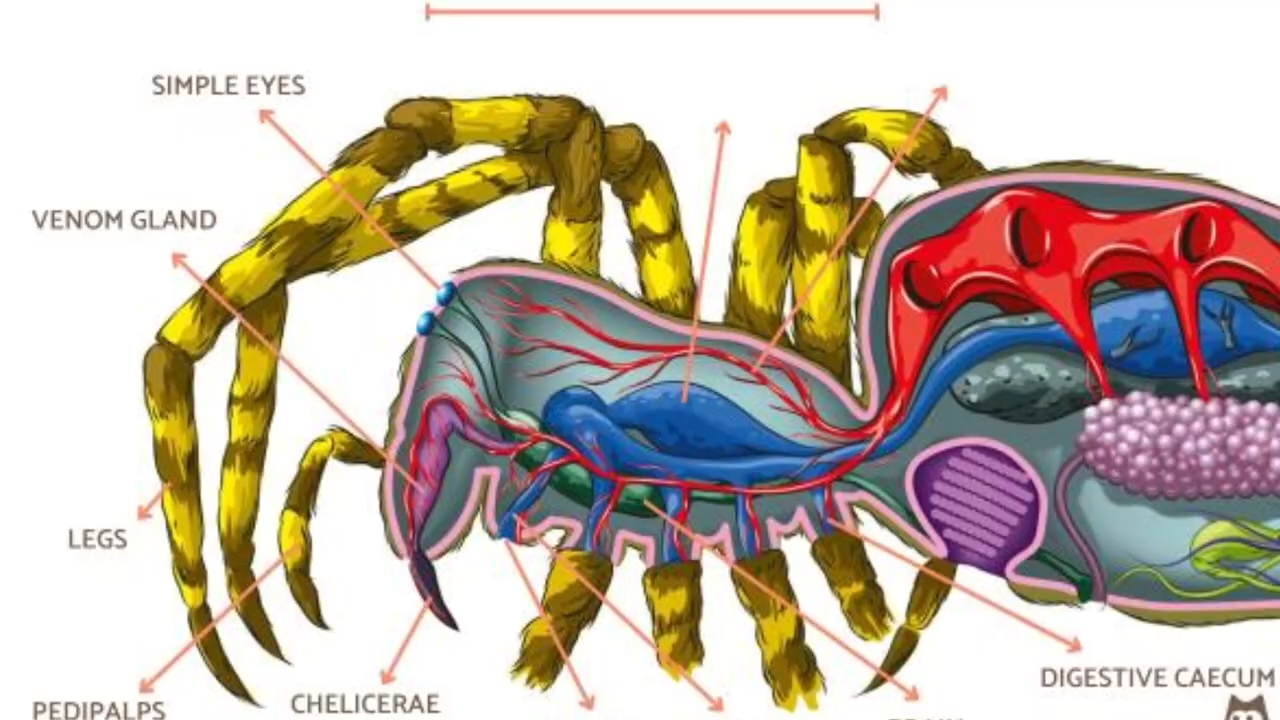 SIMPLE EYES
VENOM GLAND
LEGS
DIGESTIVE CAECUM
CHELICERAE
PEDIPALPS